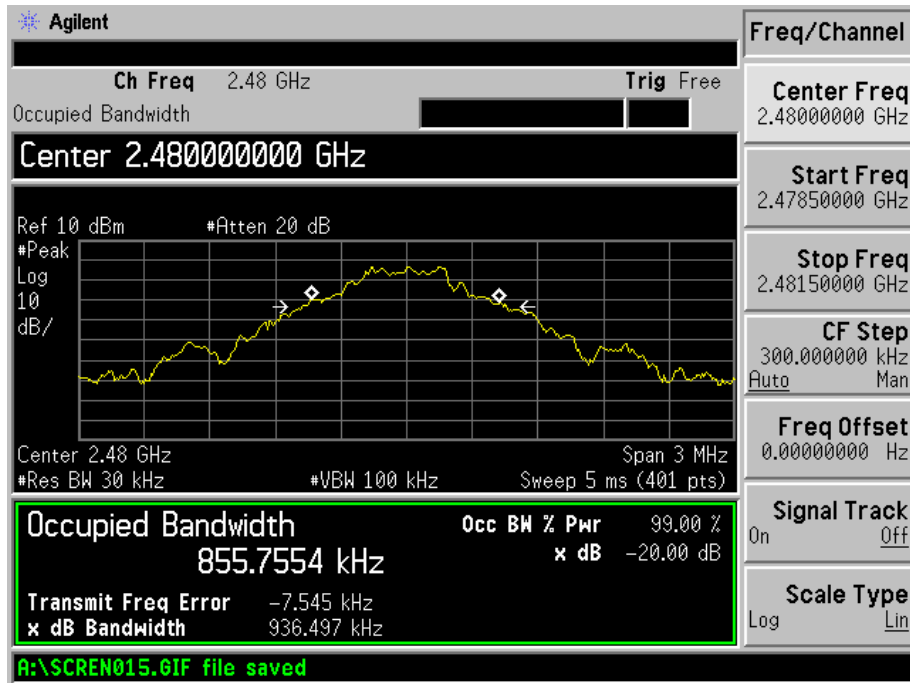 Agilent
Freq/Channel
Ch Freq 2.48 GHz Trig Free
Occupied Bandwidth
Center 2.480000000 GHz
Ref 10 dBm #Atten 20 dB
#Peak
Log
10
dB/
Center 2.48 GHz Span 3 MHz
#Res BW 30 kHz #VBW 100 kHz Sweep 5 ms (401 pts)
Occupied Bandwidth
855.7554 kHz
Occ BW % Pwr 99.00 %
x dB -20.00 dB
Transmit Freq Error -7.545 kHz
x dB Bandwidth 936.497 kHz
A:\SCREN015.GIF file saved
Center Freq
2.48000000 GHz
Start Freq
2.47850000 GHz
Stop Freq
2.48150000 GHz
CF Step
300.000000 kHz
Auto Man
Freq Offset
0.00000000 Hz
Signal Track
On Off
Scale Type
Log Lin